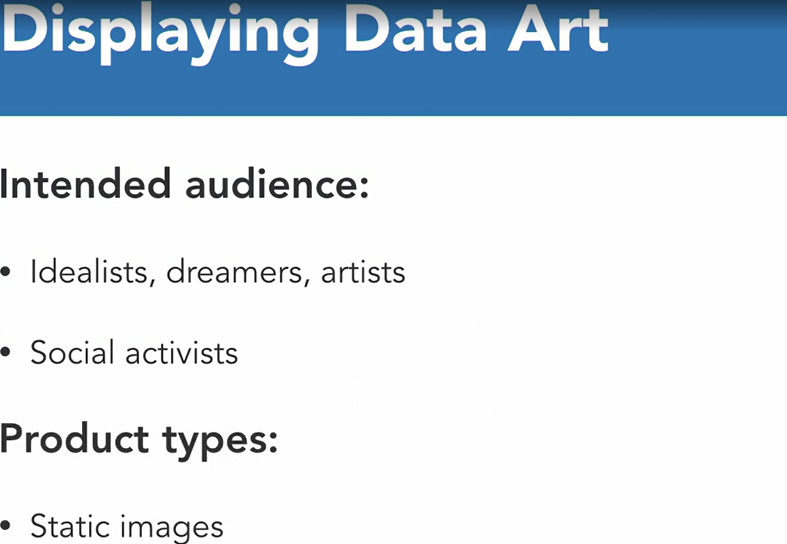 Displaying Data Art
Intended audience:
• Idealists, dreamers, artists
• Social activists
Product types:
• Static images